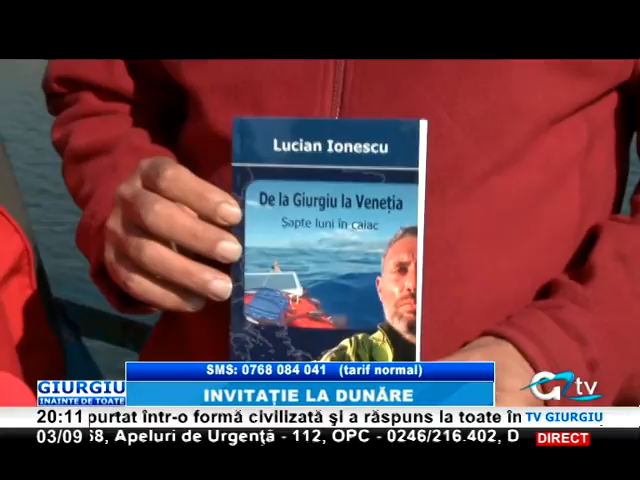 Lucian Ionescu
De la Giurgiu la Veneția
Șapte luni în caiac
SMS: 0768 084 041 (tarif normal)
INVITAȚIE LA DUNĂRE
GIURGIU
ÎNAINTE DE TOATE
G tv
20:11 purtat într-o formă civilizată şi a răspuns la toate în TV GIURGIU
03/09 68, Apeluri de Urgenţă - 112, OPC - 0246/216.402, D DIRECT